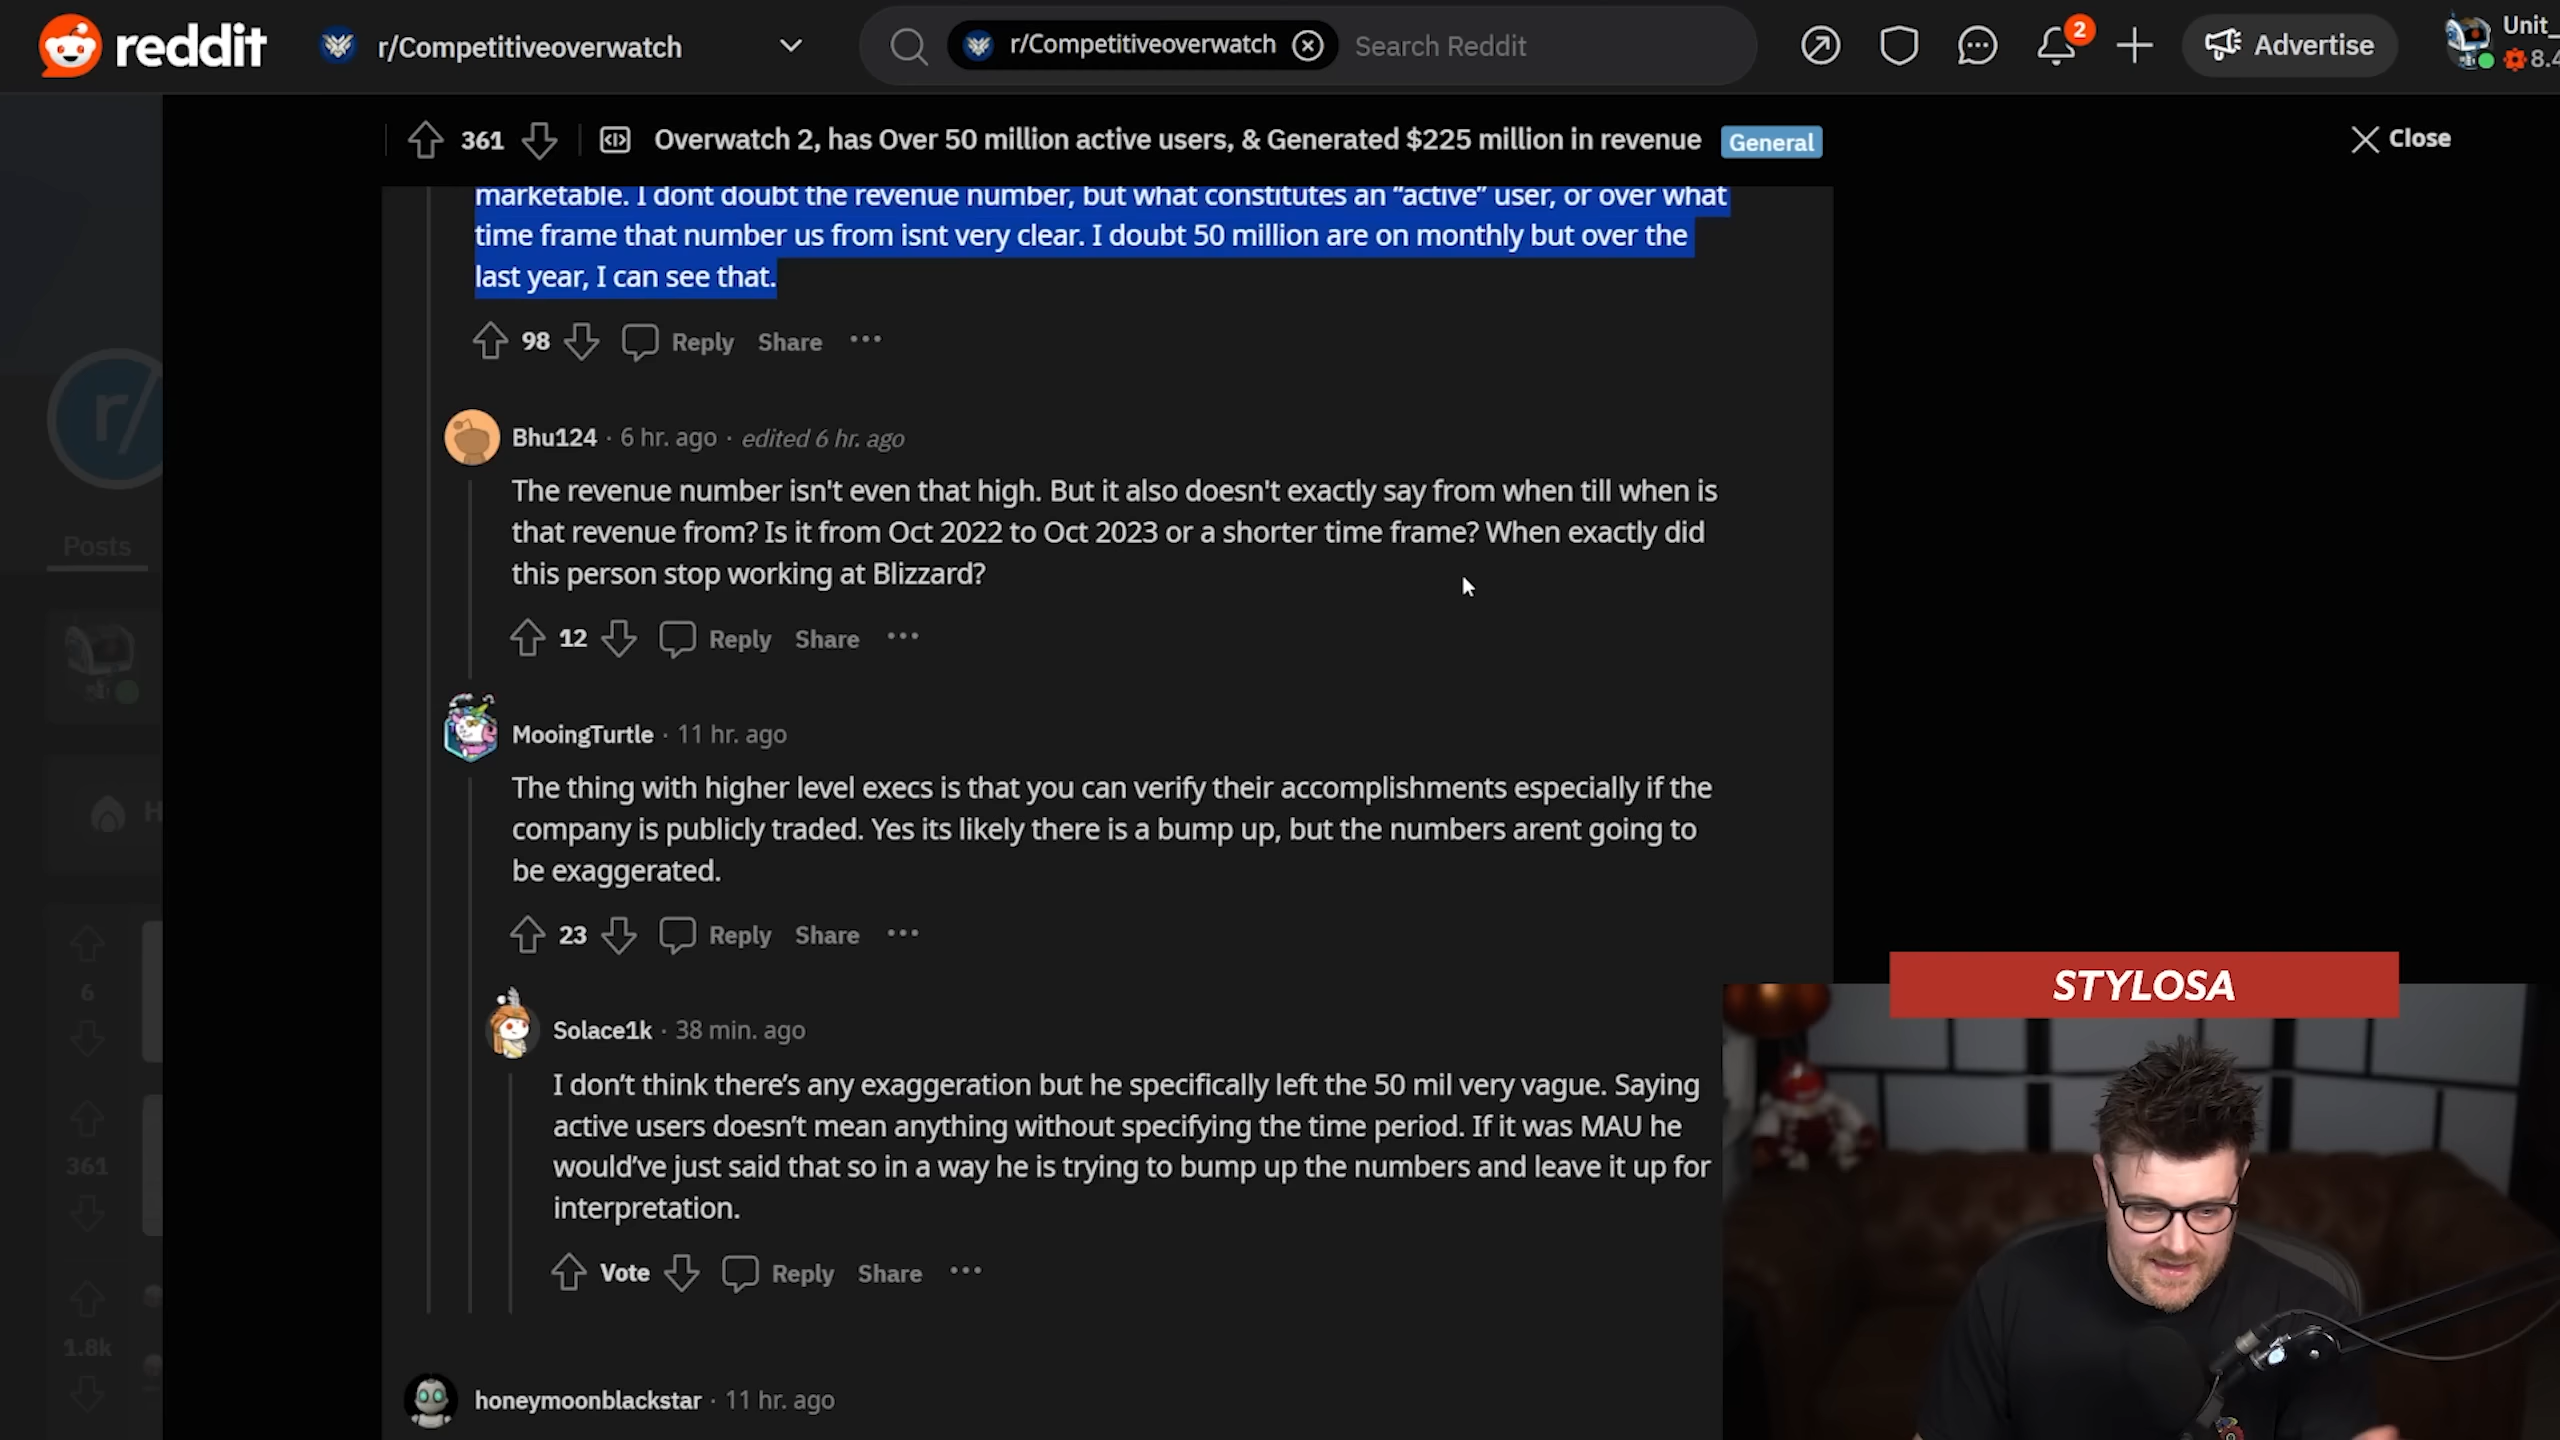 reddit
r/Competitiveoverwatch
r/Competitiveoverwatch
Search Reddit
2
Advertise
Unit_
8.4
361
Overwatch 2, has Over 50 million active users, & Generated $225 million in revenue
General
Close
marketable. I dont doubt the revenue number, but what constitutes an “active” user, or over what
time frame that number us from isnt very clear. I doubt 50 million are on monthly but over the
last year, I can see that.
98
Reply
Share
r/
Posts
H
6
361
1.8k
Bhu124 · 6 hr. ago · edited 6 hr. ago
The revenue number isn't even that high. But it also doesn't exactly say from when till when is
that revenue from? Is it from Oct 2022 to Oct 2023 or a shorter time frame? When exactly did
this person stop working at Blizzard?
12
Reply
Share
MooingTurtle · 11 hr. ago
The thing with higher level execs is that you can verify their accomplishments especially if the
company is publicly traded. Yes its likely there is a bump up, but the numbers arent going to
be exaggerated.
23
Reply
Share
Solace1k · 38 min. ago
I don’t think there’s any exaggeration but he specifically left the 50 mil very vague. Saying
active users doesn’t mean anything without specifying the time period. If it was MAU he
would’ve just said that so in a way he is trying to bump up the numbers and leave it up for
interpretation.
Vote
Reply
Share
honeymoonblackstar · 11 hr. ago
STYLOSA